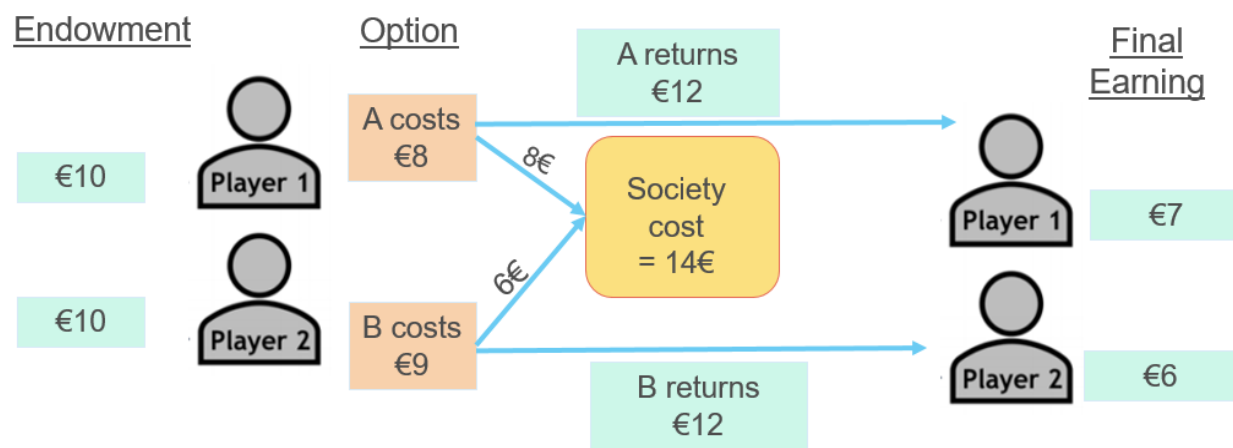 Endowment
Option
A returns
€12
Final
Earning
A costs
€8
8€
€10
Player 1
Society
cost
= 14€
Player 1
€7
6€
€10
Player 2
B costs
€9
B returns
€12
Player 2
€6